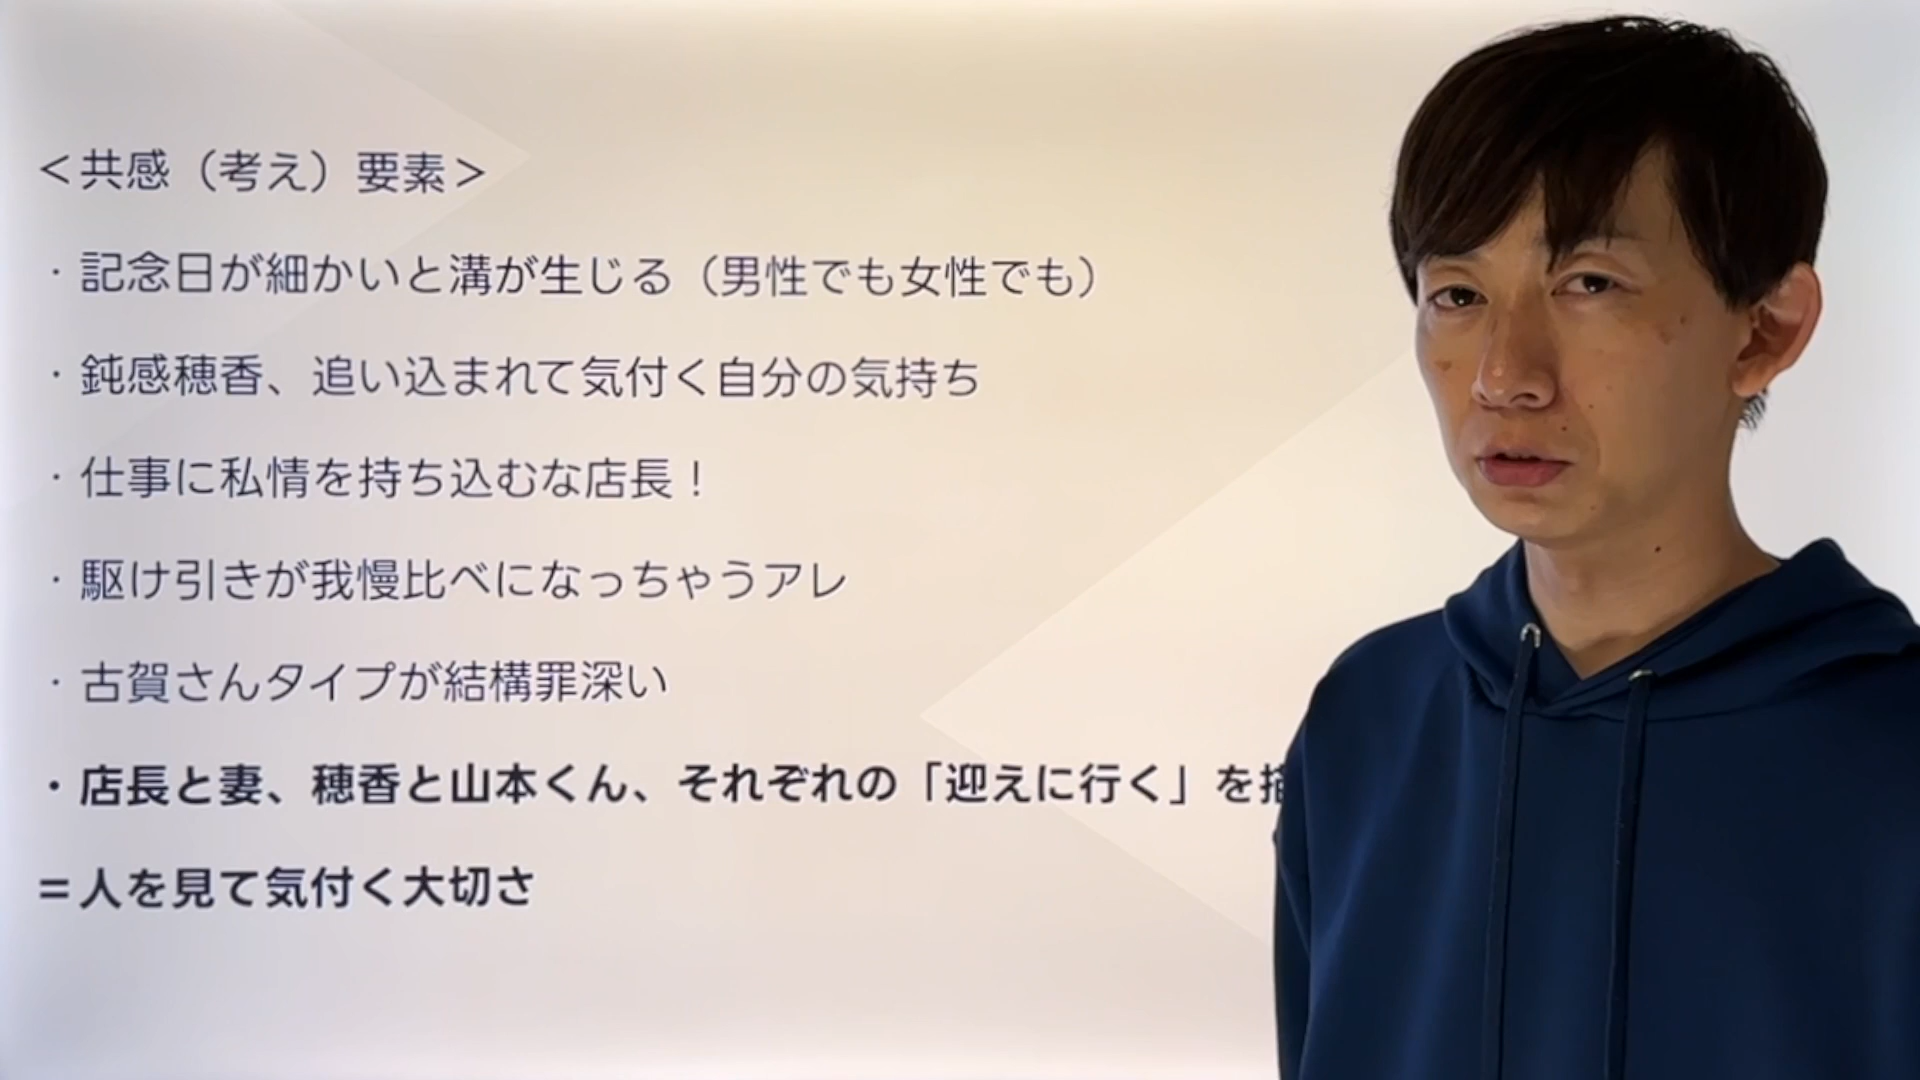 ＜共感（考え）要素＞
・記念日が細かいと溝が生じる（男性でも女性でも）
・鈍感穂香、追い込まれて気付く自分の気持ち
・仕事に私情を持ち込むな店長！
・駆け引きが我慢比べになっちゃうアレ
・古賀さんタイプが結構罪深い
・店長と妻、穂香と山本くん、それぞれの「迎えに行く」を
＝人を見て気付く大切さ